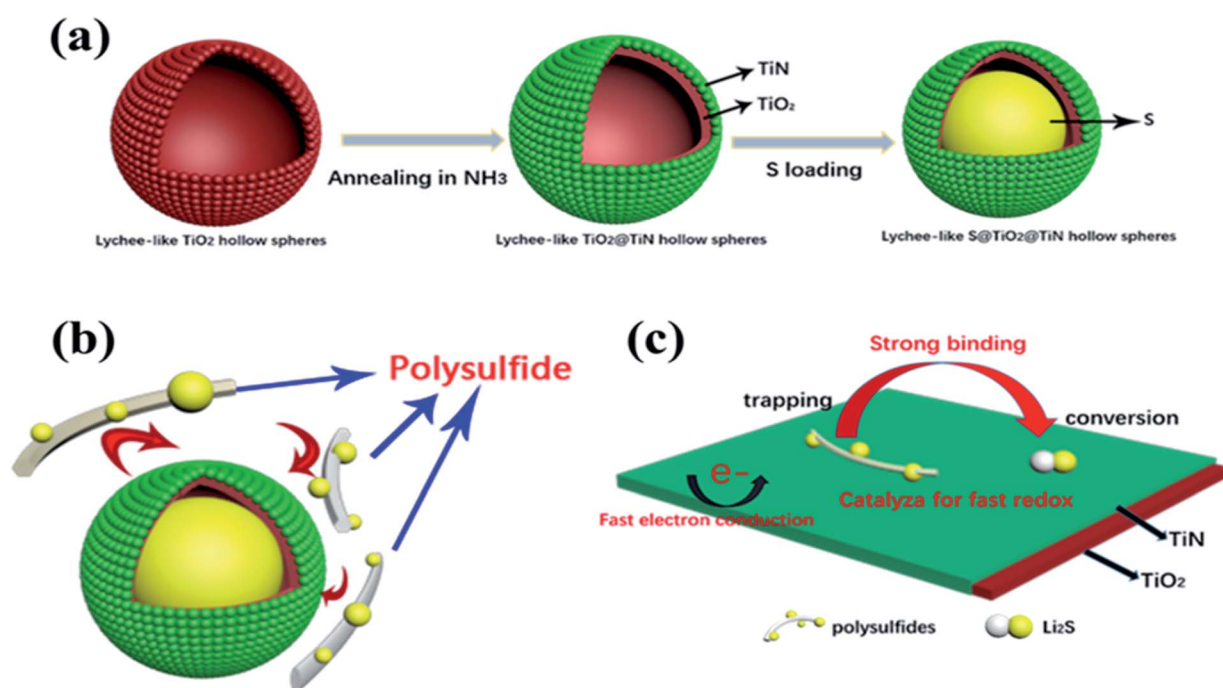 (a)
TiN
TiO2
S
Annealing in NH3
S loading
Lychee-like TiO2 hollow spheres
Lychee-like TiO2@TiN hollow spheres
Lychee-like S@TiO2@TiN hollow spheres
(b)
Polysulfide
(c)
Strong binding
trapping
conversion
e-
Catalyza for fast redox
Fast electron conduction
TiN
TiO2
polysulfides
Li2S